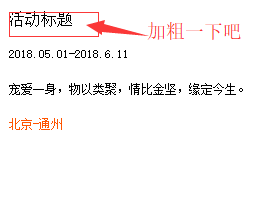 活动标题
加粗一下吧
2018.05.01-2018.6.11
宠爱一身，物以类聚，情比金坚，缘定今生。
北京-通州